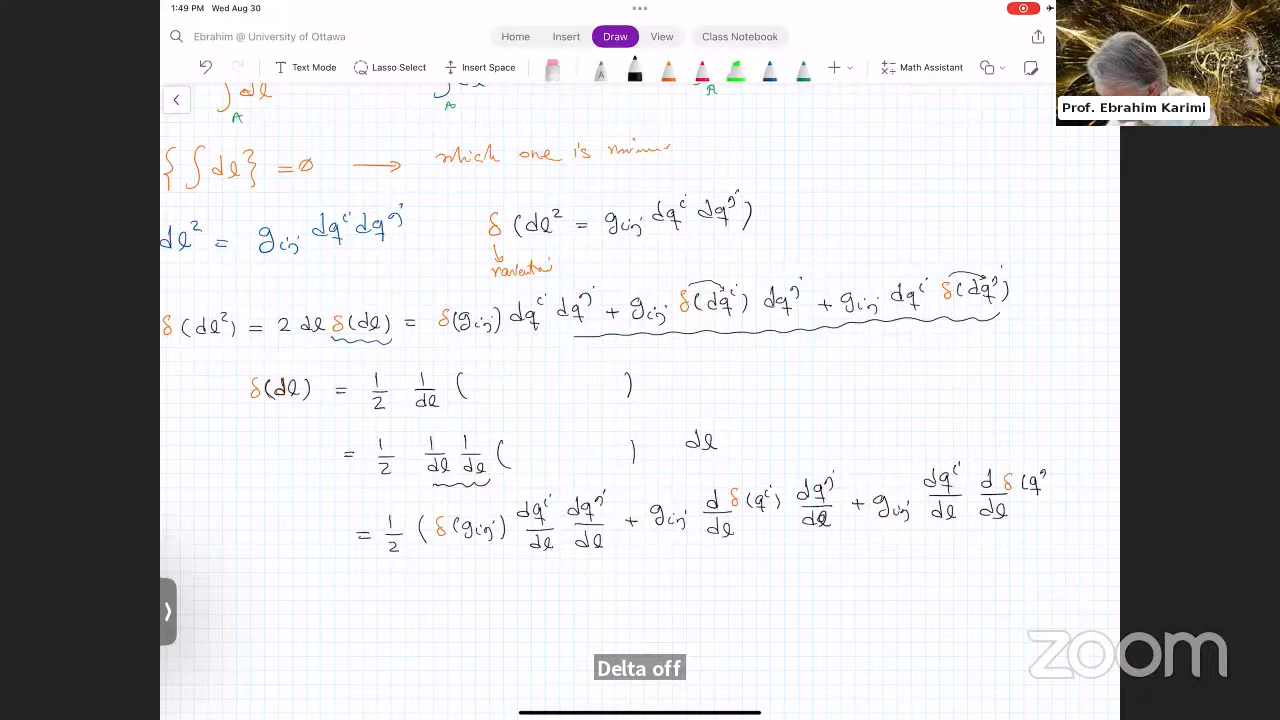 1:49 PM Wed Aug 30
Ebrahim @ University of Ottawa
Home Insert Draw View Class Notebook
Text Mode Lasso Select Insert Space Math Assistant
Prof. Ebrahim Karimi
∫ dl
A A A
{ ∫ dl } = 0 → which one is
dl² = g_ij dq^i dq^j δ (dl² = g_ij dq^i dq^j)
δ (dl²) = 2 dl δ(dl) = δ(g_ij) dq^i dq^j + g_ij δ(dq^i) dq^j + g_ij dq^i δ(dq^j)
δ(dl) = 1/2 1/dl ( )
= 1/2 1/dl 1/dl ( ) dl
= 1/2 ( δ(g_ij) dq^i/dl dq^j/dl + g_ij d/dl δ(q^i) dq^j/dl + g_ij dq^i/dl d/dl δ(q^j
Delta off
zoom